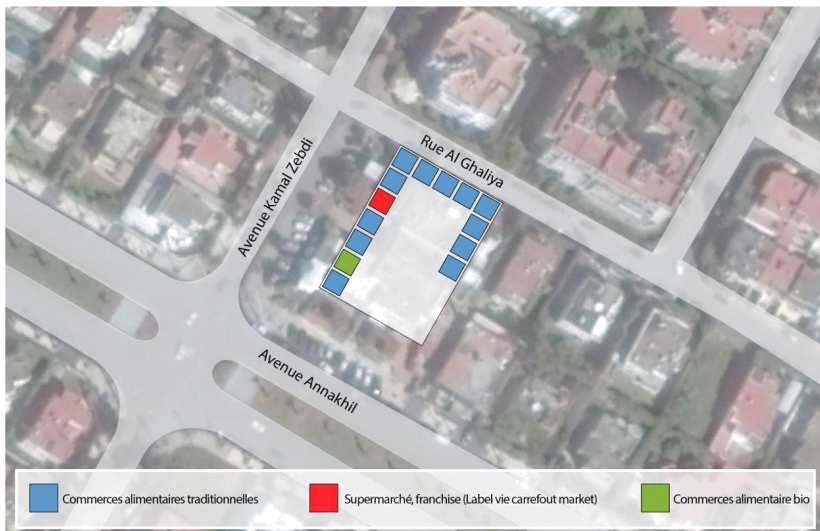 Rue Al Ghaliya
Avenue Kamal Zebdi
Avenue Annakhil
Commerces alimentaires traditionnelles
Supermarché, franchise (Label vie carrefout market)
Commerces alimentaire bio